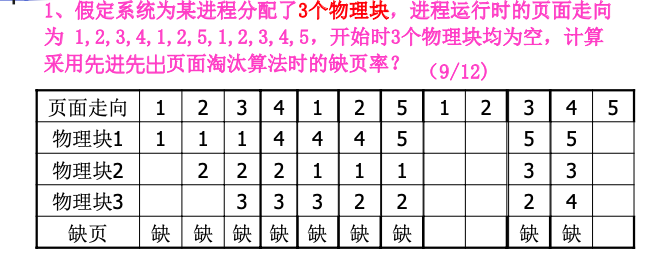 1、假定系统为某进程分配了3个物理块，进程运行时的页面走向
为 1,2,3,4,1,2,5,1,2,3,4,5，开始时3个物理块均为空，计算
采用先进先出页面淘汰算法时的缺页率？ （9/12）
页面走向 1 2 3 4 1 2 5 1 2 3 4 5
物理块1 1 1 1 4 4 4 5 5 5
物理块2 2 2 2 1 1 1 3 3
物理块3 3 3 3 2 2 2 4
缺页 缺 缺 缺 缺 缺 缺 缺 缺 缺